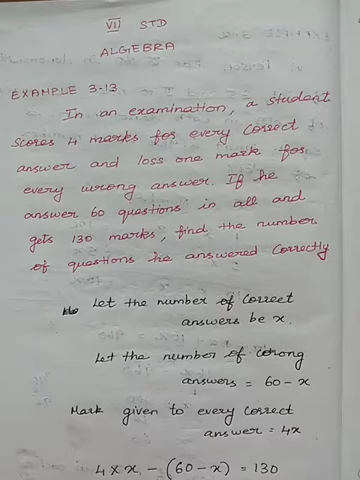 VII STD
ALGEBRA
EXAMPLE 3.13
In an examination, a student
scores 4 marks for every correct
answer and loss one mark for
every wrong answer. If he
answer 60 questions in all and
gets 130 marks, find the number
of questions he answered correctly
Let the number of correct
answers be x.
Let the number of wrong
answers = 60 - x
Mark given to every correct
answer = 4x
4 × x - (60 - x) = 130